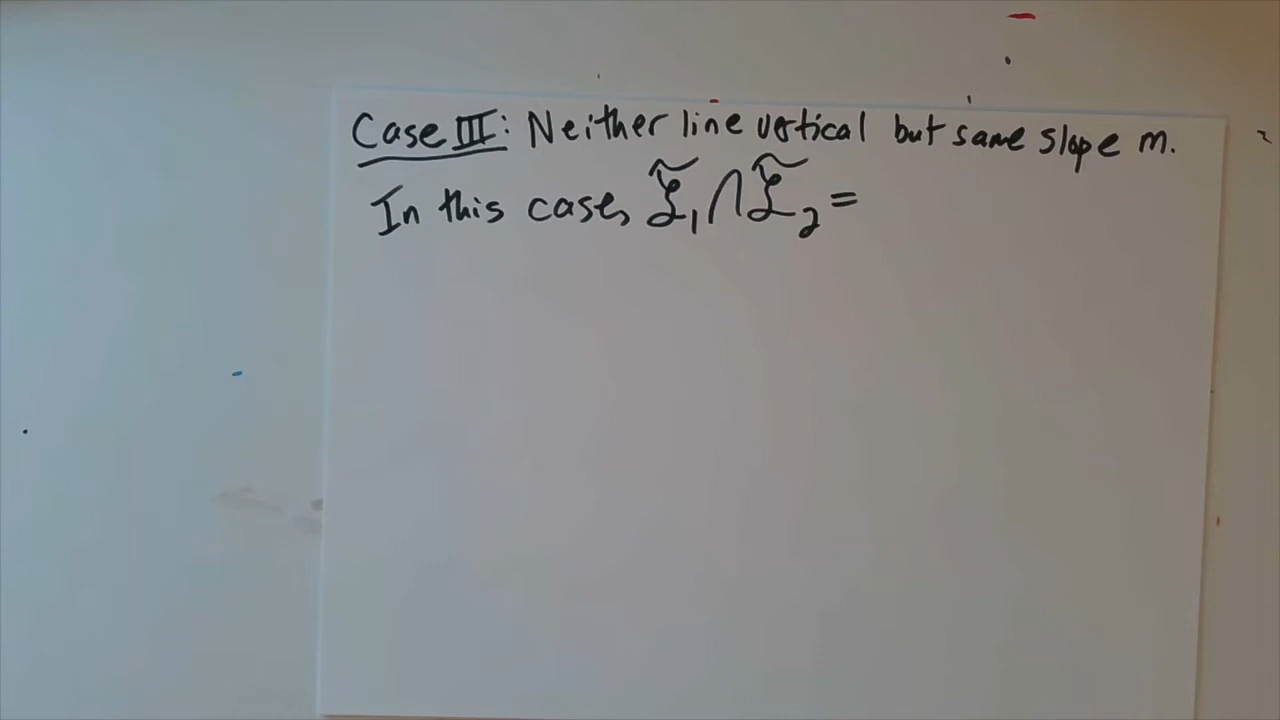 Case III: Neither line vertical but same slope m.
In this case, ℒ̃₁ ∩ ℒ̃₂ =